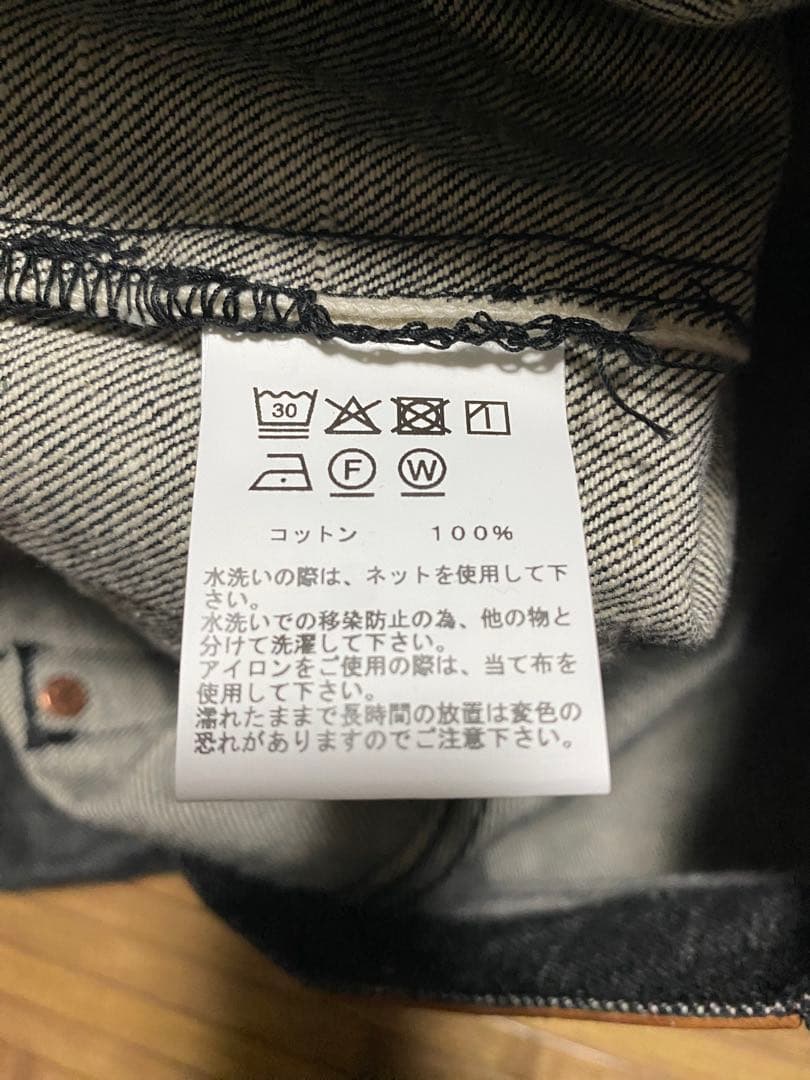 30
F W
コットン 100%
水洗いの際は、ネットを使用して下
さい。
水洗いでの移染防止の為、他の物と
分けて洗濯して下さい。
アイロンをご使用の際は、当て布を
使用して下さい。
濡れたままで長時間の放置は変色の
恐れがありますのでご注意下さい。